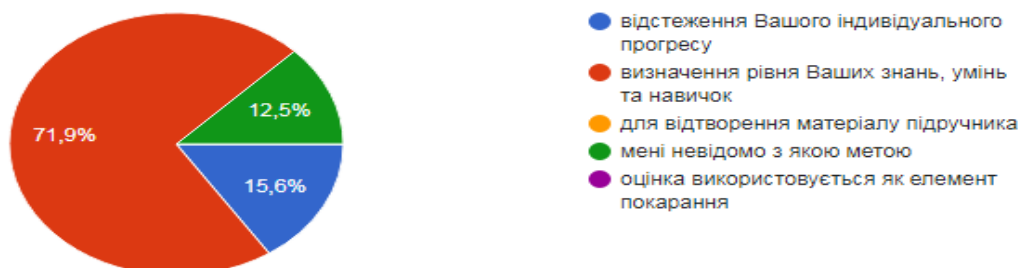 71,9%
12,5%
15,6%
відстеження Вашого індивідуального
прогресу
визначення рівня Ваших знань, умінь
та навичок
для відтворення матеріалу підручника
мені невідомо з якою метою
оцінка використовується як елемент
покарання